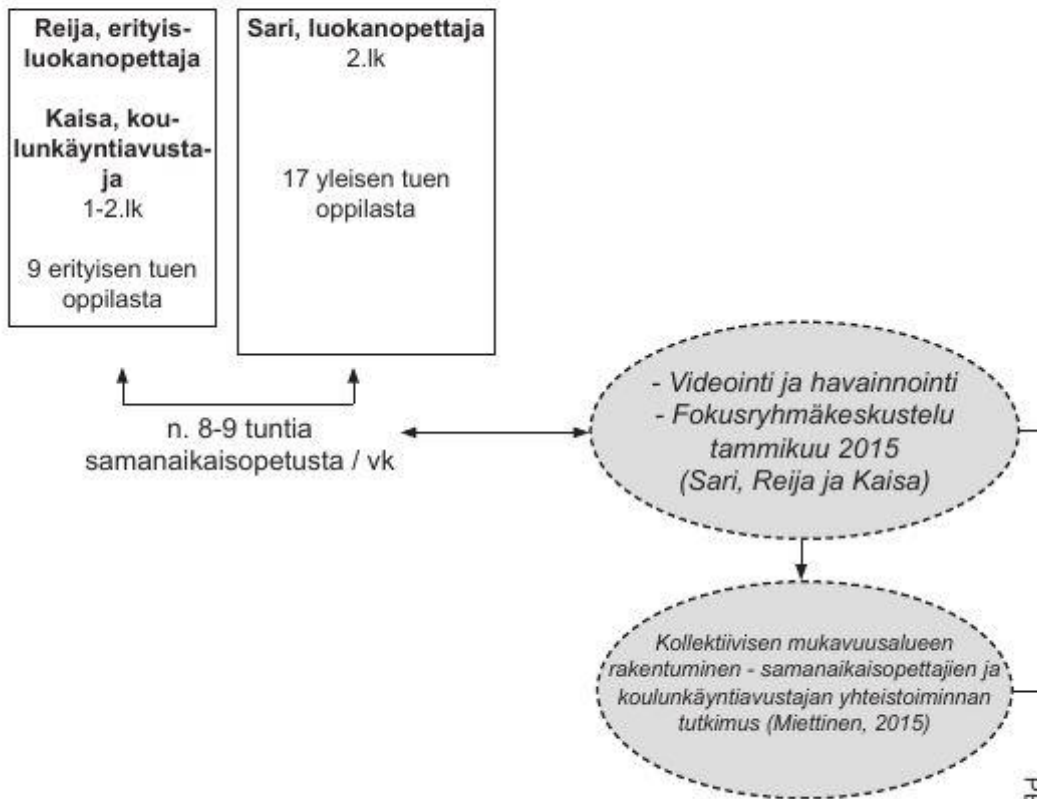 Reija, erityis-
luokanopettaja
Kaisa, kou-
lunkäyntiavusta-
ja
1-2.lk
9 erityisen tuen
oppilasta
Sari, luokanopettaja
2.lk
17 yleisen tuen
oppilasta
n. 8-9 tuntia
samanaikaisopetusta / vk
- Videointi ja havainnointi
- Fokusryhmäkeskustelu
tammikuu 2015
(Sari, Reija ja Kaisa)
Kollektiivisen mukavuusalueen
rakentuminen - samanaikaisopettajien ja
koulunkäyntiavustajan yhteistoiminnan
tutkimus (Miettinen, 2015)